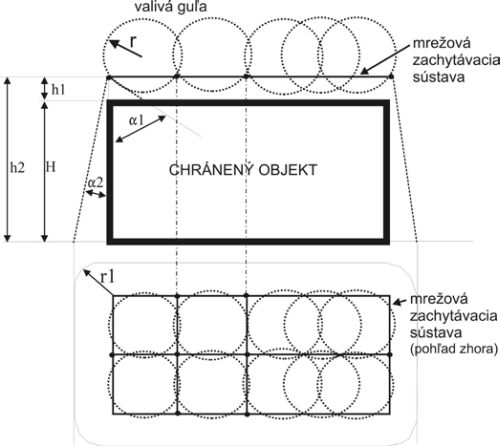 valivá guľa
r
mrežová
zachytávacia
sústava
h1
α1
h2
H
CHRÁNENÝ OBJEKT
α2
r1
mrežová
zachytávacia
sústava
(pohľad zhora)